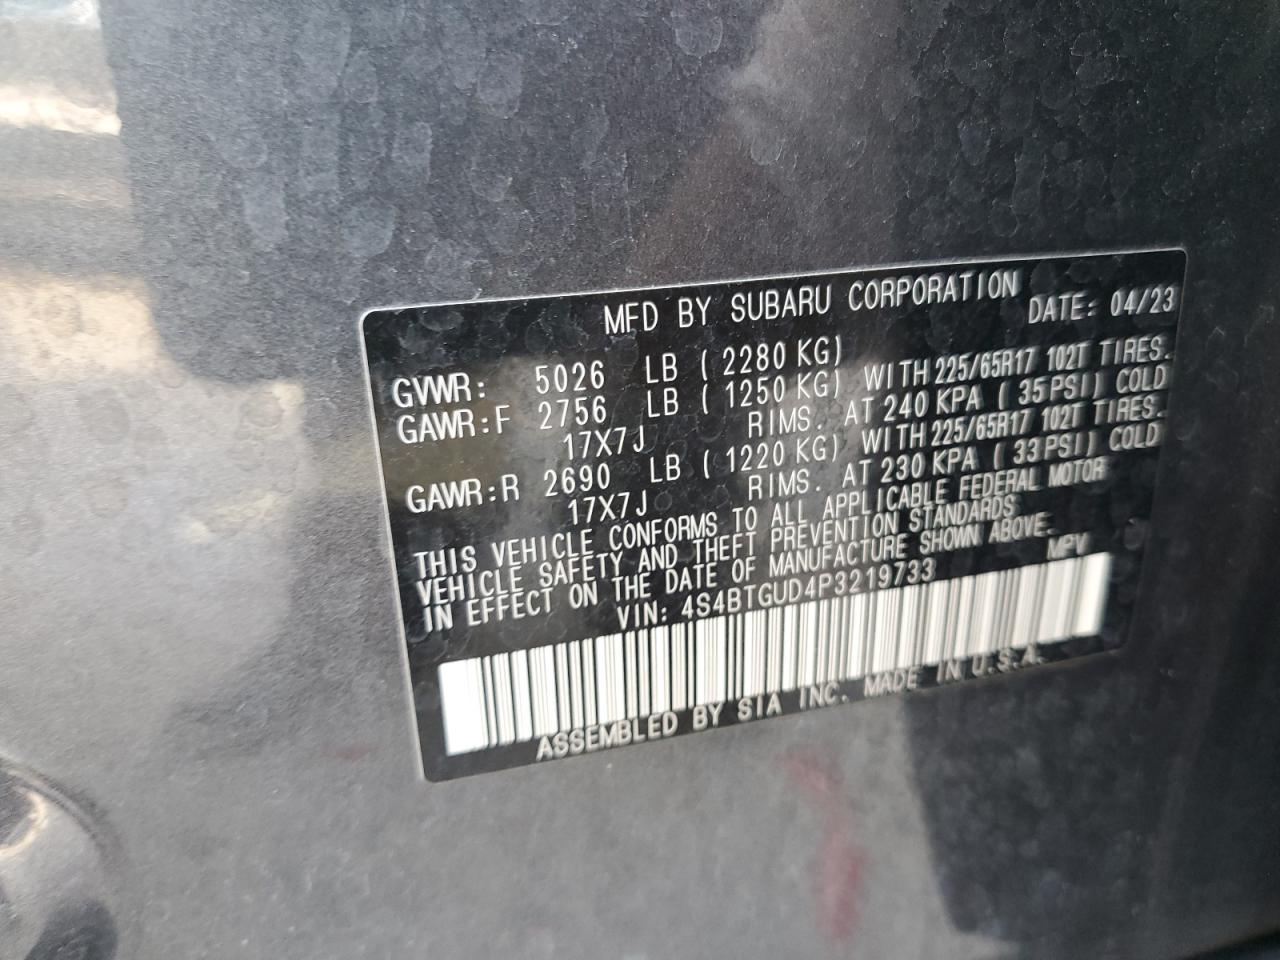 MFD BY SUBARU CORPORATION DATE: 04/23
GVWR: 5026 LB ( 2280 KG)
GAWR:F 2756 LB ( 1250 KG) WITH 225/65R17 102T TIRES.
17X7J RIMS. AT 240 KPA ( 35 PSI) COLD
GAWR:R 2690 LB ( 1220 KG) WITH 225/65R17 102T TIRES.
17X7J RIMS. AT 230 KPA ( 33 PSI) COLD
THIS VEHICLE CONFORMS TO ALL APPLICABLE FEDERAL MOTOR
VEHICLE SAFETY AND THEFT PREVENTION STANDARDS
IN EFFECT ON THE DATE OF MANUFACTURE SHOWN ABOVE.
VIN: 4S4BTGUD4P3219733 MPV
ASSEMBLED BY SIA INC. MADE IN U.S.A.